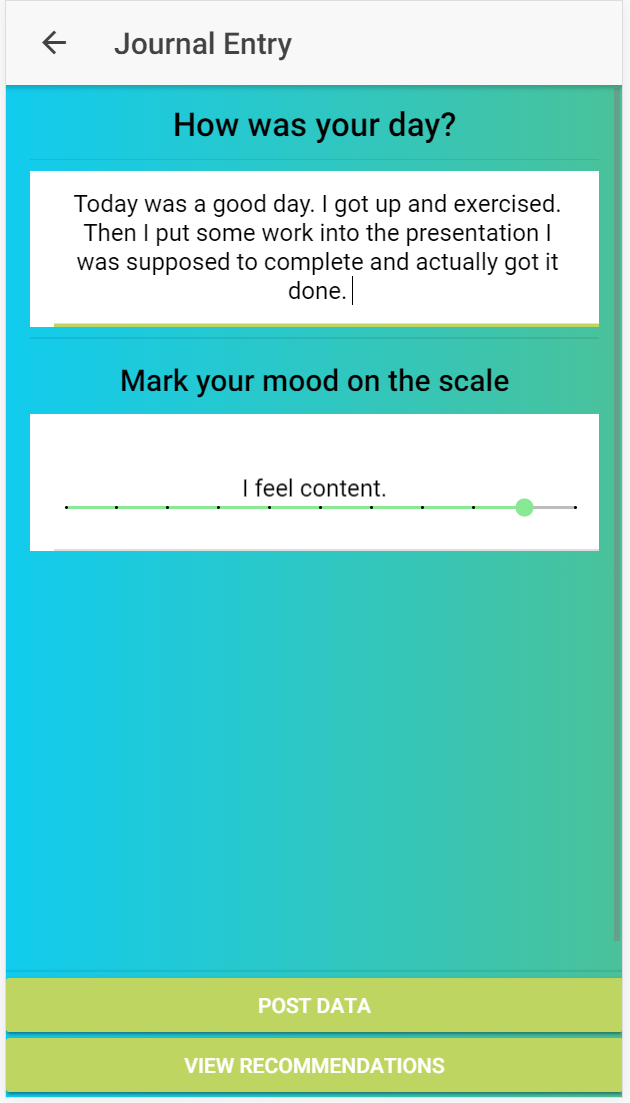 Journal Entry
How was your day?
Today was a good day. I got up and exercised.
Then I put some work into the presentation I
was supposed to complete and actually got it
done.
Mark your mood on the scale
I feel content.
POST DATA
VIEW RECOMMENDATIONS